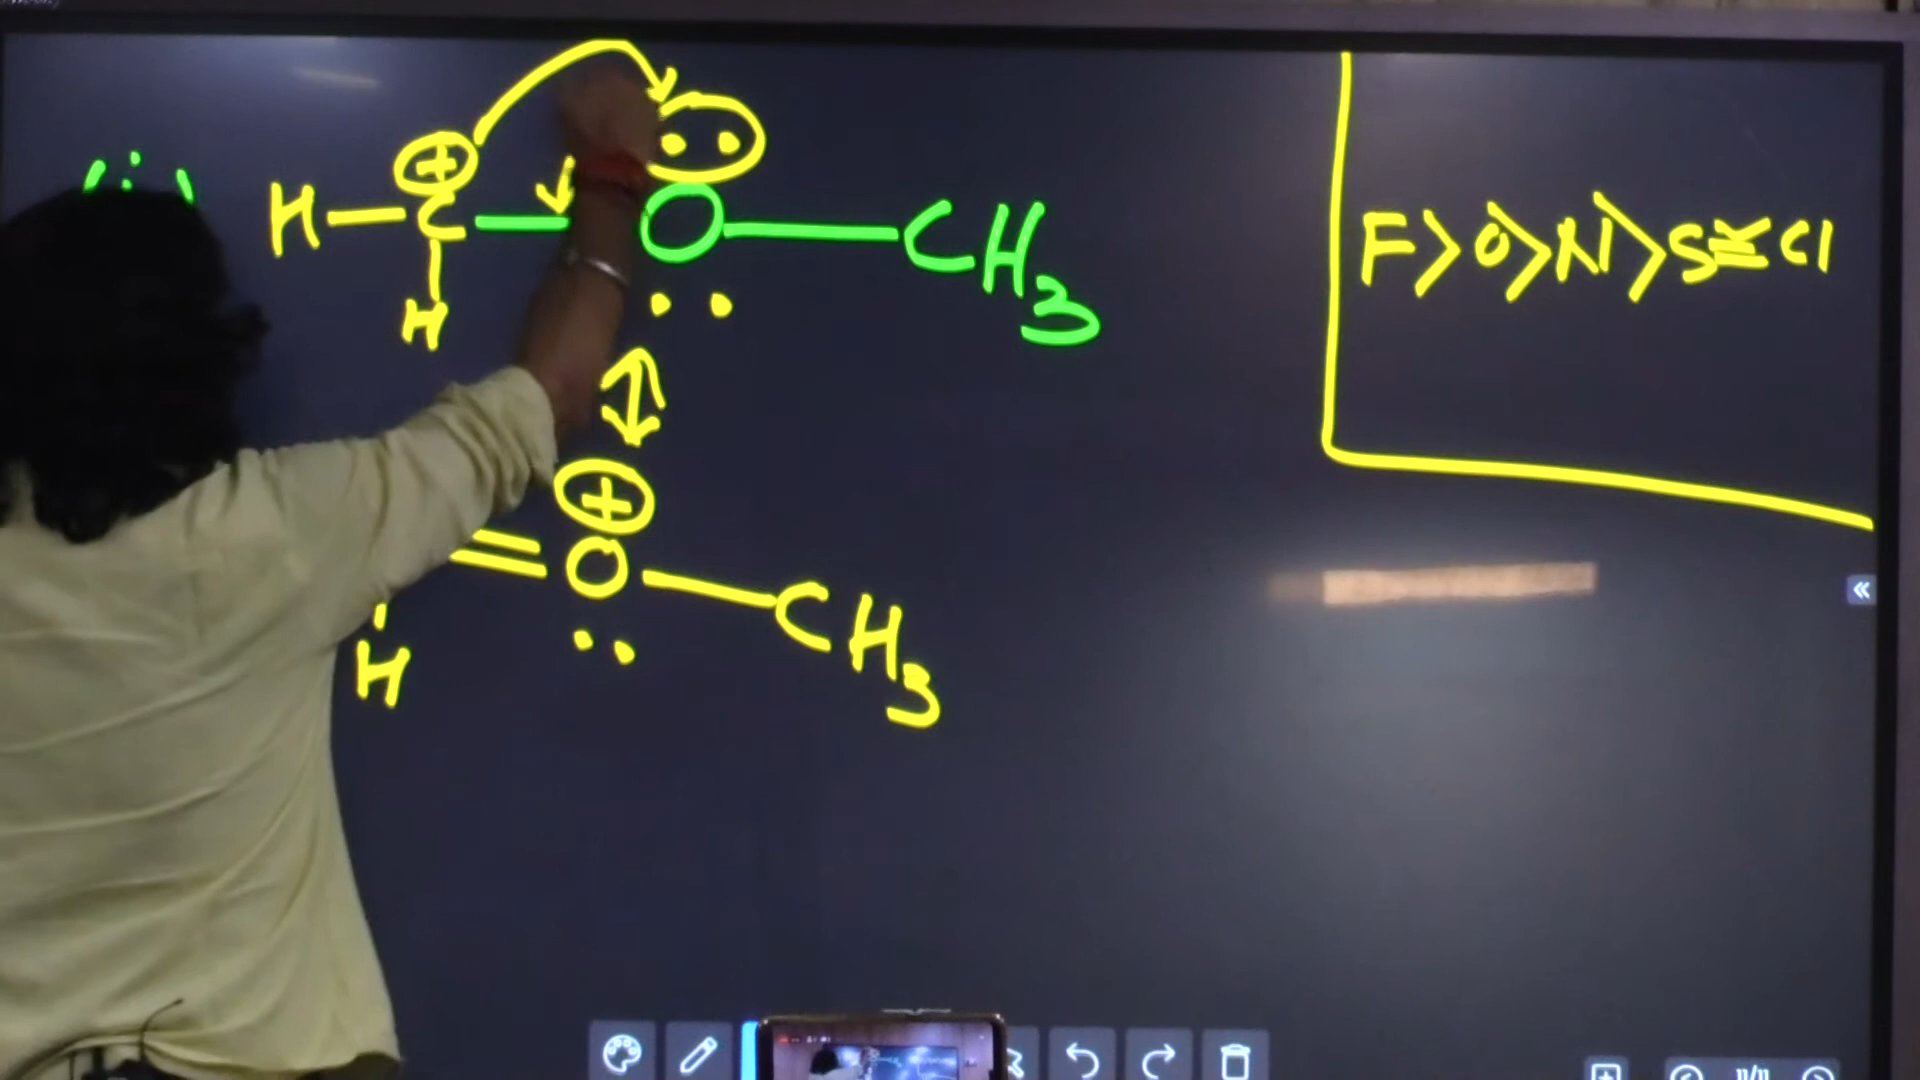 (i)
⊕ ··
H-C-O-CH3
H ··
F>O>N>S≚Cl
⊕
=O-CH3
H ··